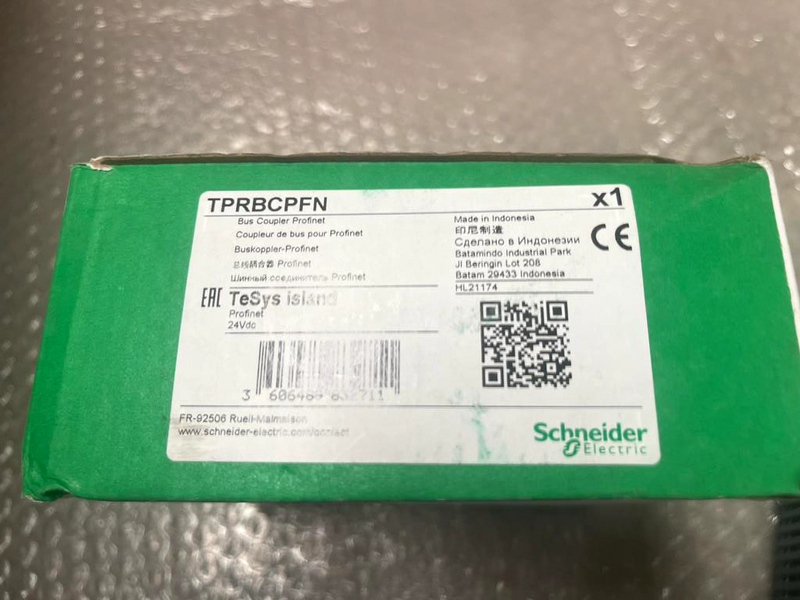 TPRBCPFN
x1
Bus Coupler Profinet
Coupleur de bus pour Profinet
Buskoppler-Profinet
总线耦合器 Profinet
Шинный соединитель Profinet
Made in Indonesia
印尼制造
Сделано в Индонезии
Batamindo Industrial Park
Jl Beringin Lot 208
Batam 29433 Indonesia
HL21174
CE
EAC TeSys island
Profinet
24Vdc
3
FR-92506 Rueil-Malmaison
www.schneider-electric.com/contact
Schneider
Electric